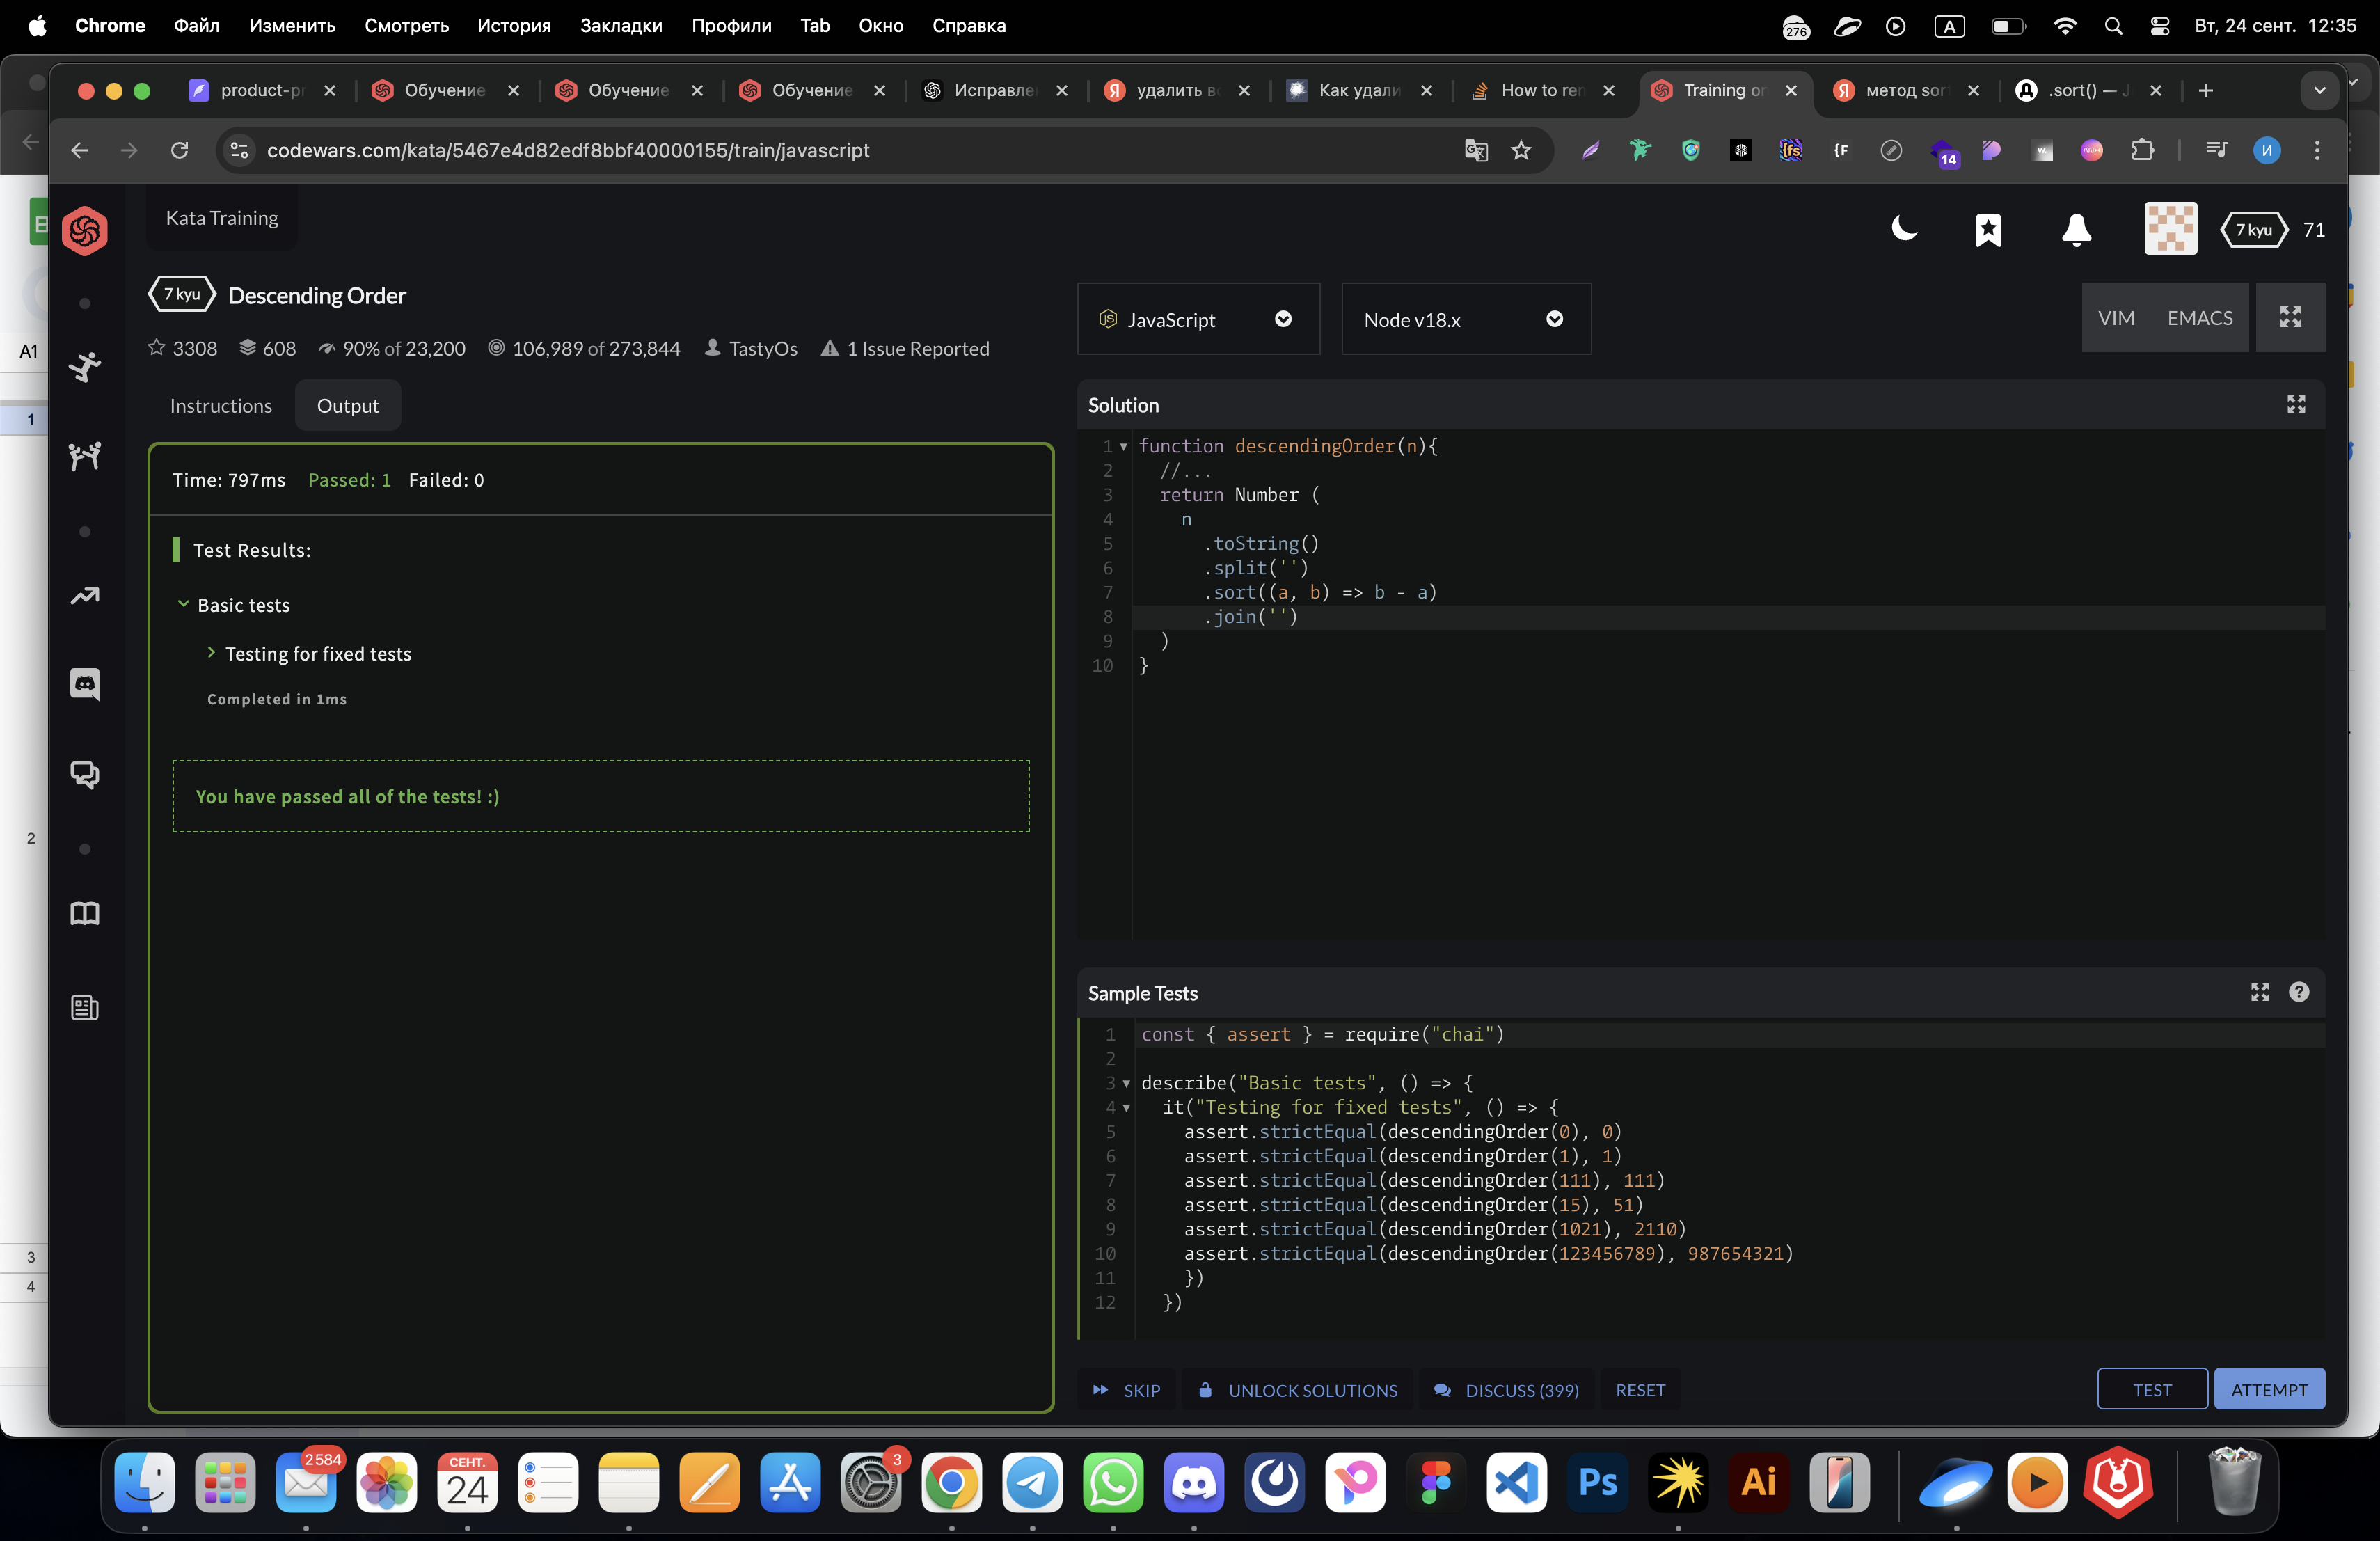 Chrome Файл Изменить Смотреть История Закладки Профили Tab Окно Справка 276 A Вт, 24 сент. 12:35
product-pr Обучение Обучение Обучение Исправле удалить вс Как удали How to ren Training on метод sor .sort() — J
codewars.com/kata/5467e4d82edf8bbf40000155/train/javascript {fs} {F 14 W. И
Kata Training 7 kyu 71
7 kyu Descending Order
JavaScript Node v18.x VIM EMACS
3308 608 90% of 23,200 106,989 of 273,844 TastyOs 1 Issue Reported
A1
1
2
3
4
Instructions Output
Time: 797ms Passed: 1 Failed: 0
Test Results:
Basic tests
Testing for fixed tests
Completed in 1ms
You have passed all of the tests! :)
Solution
1 function descendingOrder(n){
2 //...
3 return Number (
4 n
5 .toString()
6 .split('')
7 .sort((a, b) => b - a)
8 .join('')
9 )
10 }
Sample Tests
1 const { assert } = require("chai")
2
3 describe("Basic tests", () => {
4 it("Testing for fixed tests", () => {
5 assert.strictEqual(descendingOrder(0), 0)
6 assert.strictEqual(descendingOrder(1), 1)
7 assert.strictEqual(descendingOrder(111), 111)
8 assert.strictEqual(descendingOrder(15), 51)
9 assert.strictEqual(descendingOrder(1021), 2110)
10 assert.strictEqual(descendingOrder(123456789), 987654321)
11 })
12 })
SKIP UNLOCK SOLUTIONS DISCUSS (399) RESET TEST ATTEMPT
2 584 СЕНТ. 24 3 Ps Ai